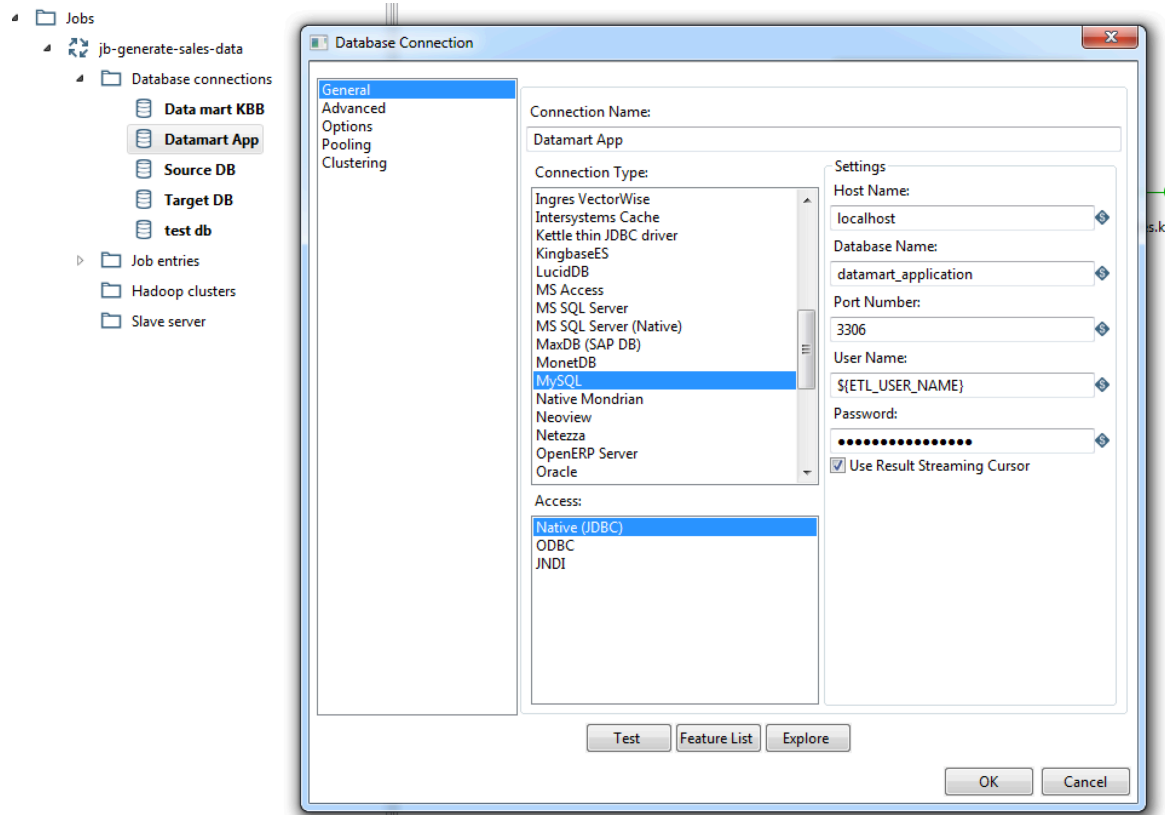 Jobs
jb-generate-sales-data
Database connections
Data mart KBB
Datamart App
Source DB
Target DB
test db
Job entries
Hadoop clusters
Slave server
Database Connection
General
Advanced
Options
Pooling
Clustering
Connection Name:
Datamart App
Connection Type:
Ingres VectorWise
Intersystems Cache
Kettle thin JDBC driver
KingbaseES
LucidDB
MS Access
MS SQL Server
MS SQL Server (Native)
MaxDB (SAP DB)
MonetDB
MySQL
Native Mondrian
Neoview
Netezza
OpenERP Server
Oracle
Access:
Native (JDBC)
ODBC
JNDI
Settings
Host Name:
localhost
Database Name:
datamart_application
Port Number:
3306
User Name:
${ETL_USER_NAME}
Password:
●●●●●●●●●●●●●●●●
Use Result Streaming Cursor
Test
Feature List
Explore
OK
Cancel